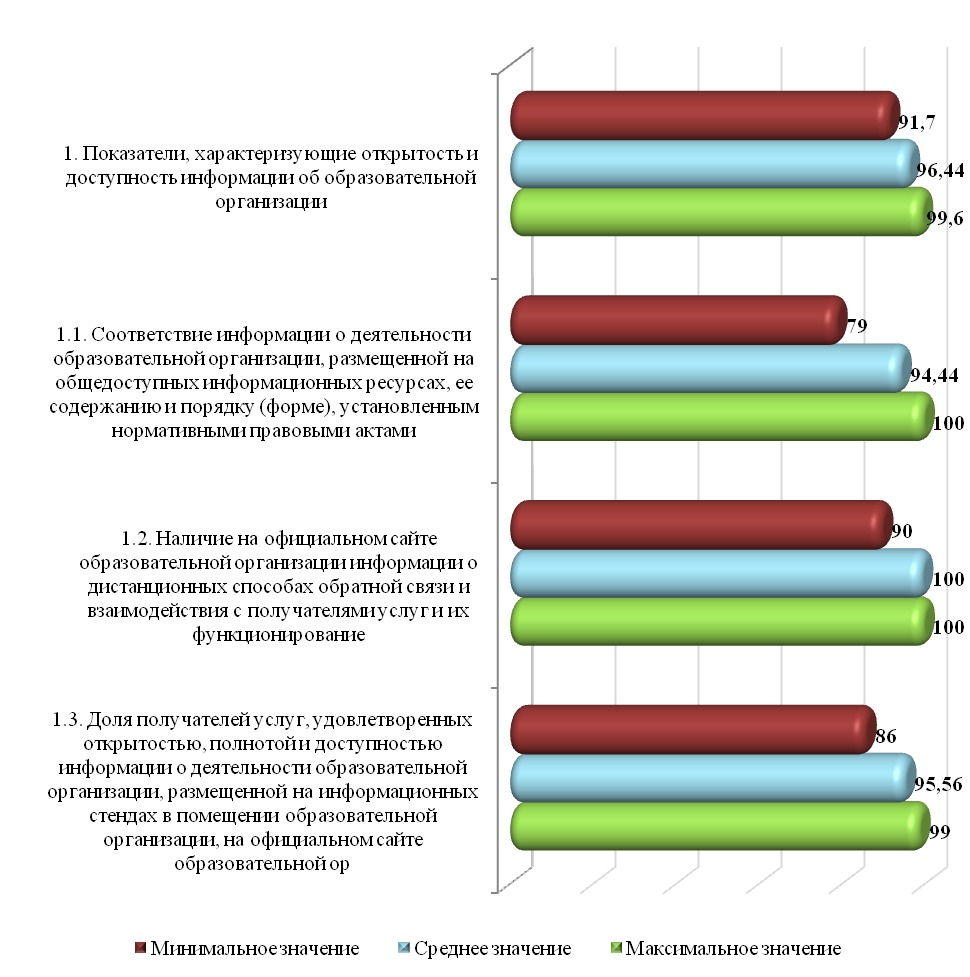 1. Показатели, характеризующие открытость и
доступность информации об образовательной
организации
91,7
96,44
99,6
1.1. Соответствие информации о деятельности
образовательной организации, размещенной на
общедоступных информационных ресурсах, ее
содержанию и порядку (форме), установленным
нормативными правовыми актами
79
94,44
100
1.2. Наличие на официальном сайте
образовательной организации информации о
дистанционных способах обратной связи и
взаимодействия с получателями услуг и их
функционирование
90
100
100
1.3. Доля получателей услуг, удовлетворенных
открытостью, полнотой и доступностью
информации о деятельности образовательной
организации, размещенной на информационных
стендах в помещении образовательной
организации, на официальном сайте
образовательной ор
86
95,56
99
Минимальное значение
Среднее значение
Максимальное значение